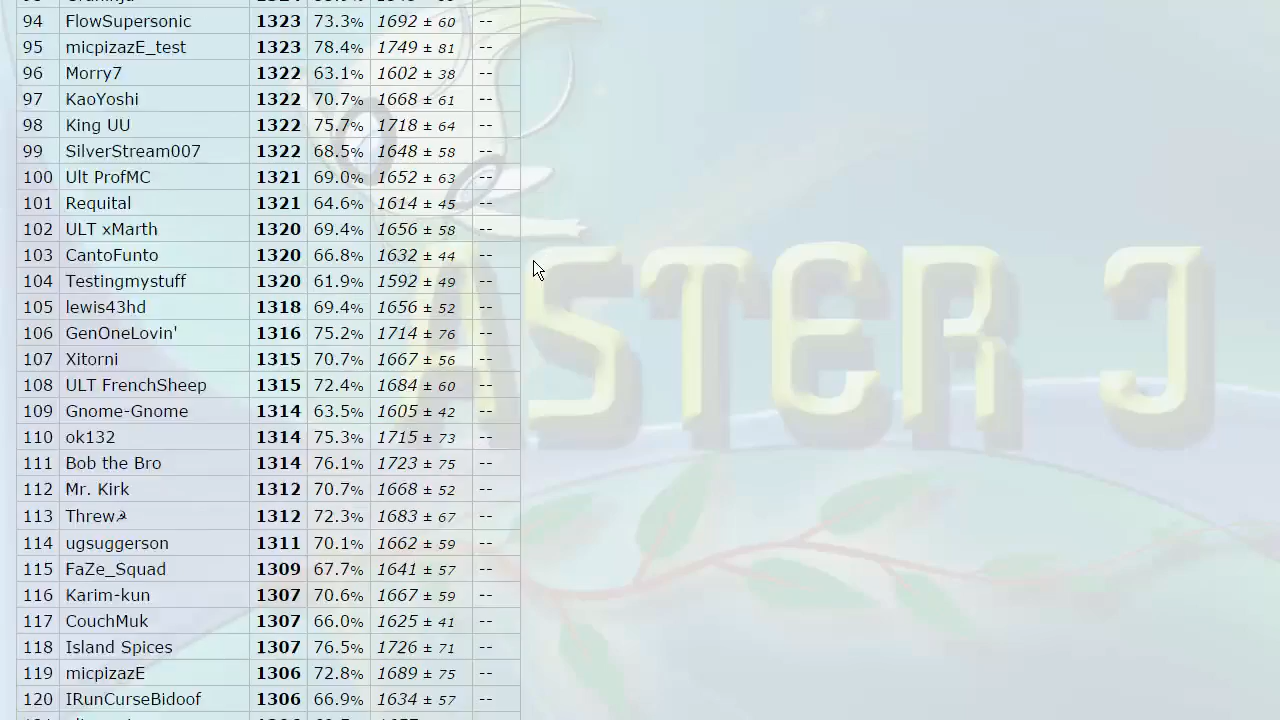 94 FlowSupersonic 1323 73.3% 1692 ± 60 --
95 micpizazE_test 1323 78.4% 1749 ± 81 --
96 Morry7 1322 63.1% 1602 ± 38 --
97 KaoYoshi 1322 70.7% 1668 ± 61 --
98 King UU 1322 75.7% 1718 ± 64 --
99 SilverStream007 1322 68.5% 1648 ± 58 --
100 Ult ProfMC 1321 69.0% 1652 ± 63 --
101 Requital 1321 64.6% 1614 ± 45 --
102 ULT xMarth 1320 69.4% 1656 ± 58 --
103 CantoFunto 1320 66.8% 1632 ± 44 --
104 Testingmystuff 1320 61.9% 1592 ± 49 --
105 lewis43hd 1318 69.4% 1656 ± 52 --
106 GenOneLovin' 1316 75.2% 1714 ± 76 --
107 Xitorni 1315 70.7% 1667 ± 56 --
108 ULT FrenchSheep 1315 72.4% 1684 ± 60 --
109 Gnome-Gnome 1314 63.5% 1605 ± 42 --
110 ok132 1314 75.3% 1715 ± 73 --
111 Bob the Bro 1314 76.1% 1723 ± 75 --
112 Mr. Kirk 1312 70.7% 1668 ± 52 --
113 Threw☭ 1312 72.3% 1683 ± 67 --
114 ugsuggerson 1311 70.1% 1662 ± 59 --
115 FaZe_Squad 1309 67.7% 1641 ± 57 --
116 Karim-kun 1307 70.6% 1667 ± 59 --
117 CouchMuk 1307 66.0% 1625 ± 41 --
118 Island Spices 1307 76.5% 1726 ± 71 --
119 micpizazE 1306 72.8% 1689 ± 75 --
120 IRunCurseBidoof 1306 66.9% 1634 ± 57 --
ASTER J